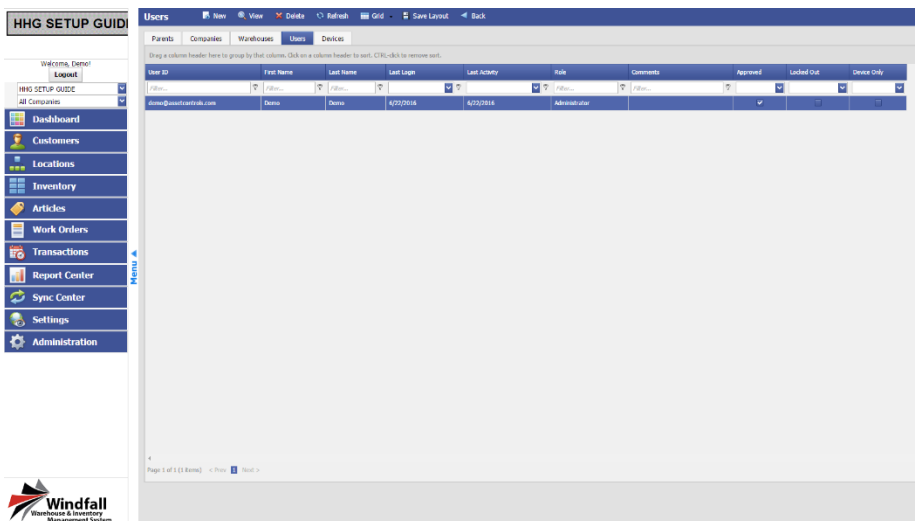 HHG SETUP GUID
Welcome, Demo!
Logout
HHG SETUP GUIDE
All Companies
Dashboard
Customers
Locations
Inventory
Articles
Work Orders
Transactions
Report Center
Sync Center
Settings
Administration
Windfall
Warehouse & Inventory
Management System
Menu
Users New View Delete Refresh Grid Save Layout Back
Parents Companies Warehouses Users Devices
Drag a column header here to group by that column. Click on a column header to sort. CTRL-click to remove sort.
User ID First Name Last Name Last Login Last Activity Role Comments Approved Locked Out Device Only
Filter... Filter... Filter... Filter... Filter...
demo@assetcontrols.com Demo Demo 6/22/2016 6/22/2016 Administrator
Page 1 of 1 (1 items) < Prev 1 Next >